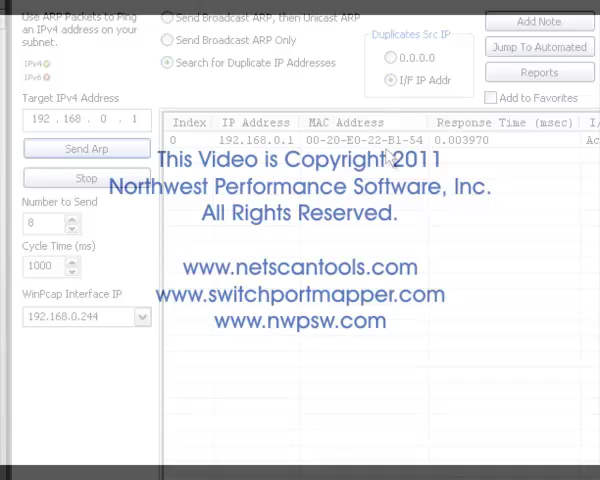 Use ARP Packets to Ping
an IPv4 address on your
subnet.
IPv4
IPv6
Target IPv4 Address
192 . 168 . 0 . 1
Send Arp
Stop
Number to Send
8
Cycle Time (ms)
1000
WinPcap Interface IP
192.168.0.244
Send Broadcast ARP, then Unicast ARP
Send Broadcast ARP Only
Search for Duplicate IP Addresses
Duplicates Src IP
0.0.0.0
I/F IP Addr
Add Note
Jump To Automated
Reports
Add to Favorites
Index IP Address MAC Address Response Time (msec) I/
0 192.168.0.1 00-20-E0-22-B1-54 0.003970 Ac
This Video is Copyright 2011
Northwest Performance Software, Inc.
All Rights Reserved.
www.netscantools.com
www.switchportmapper.com
www.nwpsw.com